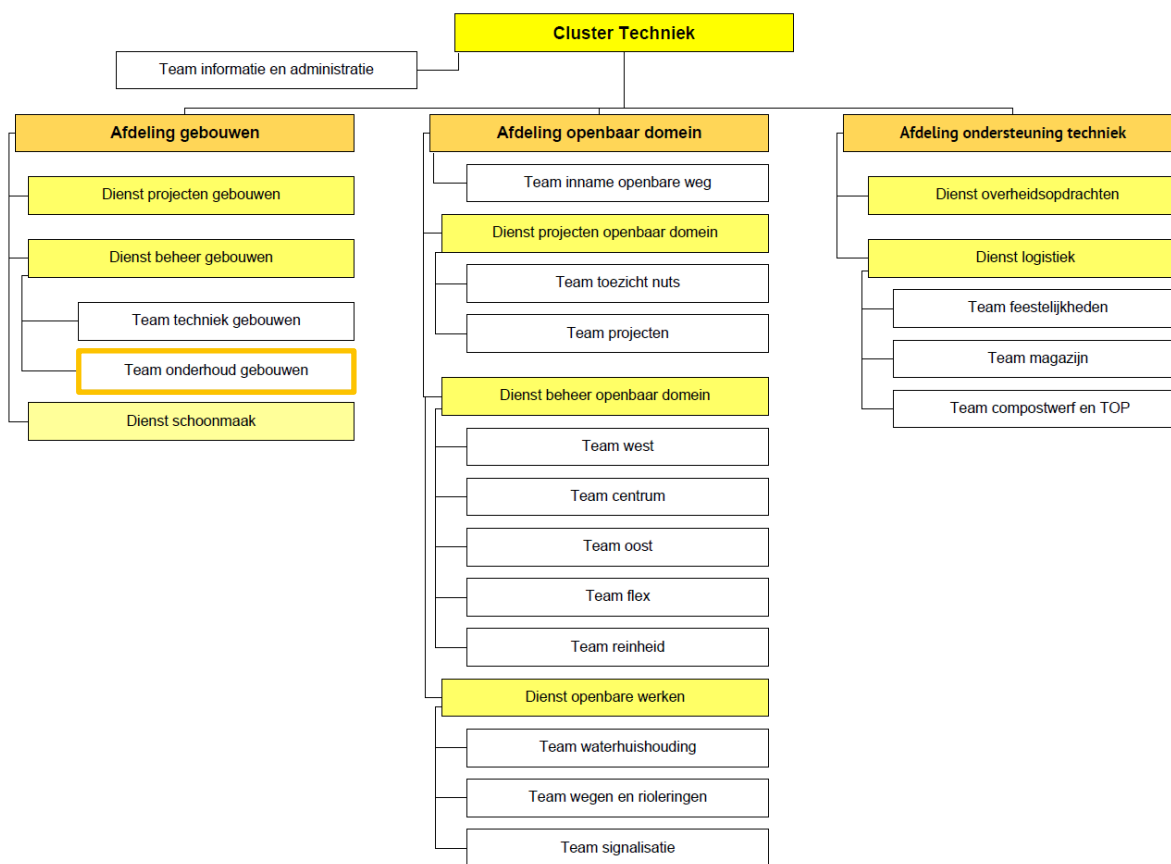 Cluster Techniek
Team informatie en administratie
Afdeling gebouwen
Dienst projecten gebouwen
Dienst beheer gebouwen
Team techniek gebouwen
Team onderhoud gebouwen
Dienst schoonmaak
Afdeling openbaar domein
Team inname openbare weg
Dienst projecten openbaar domein
Team toezicht nuts
Team projecten
Dienst beheer openbaar domein
Team west
Team centrum
Team oost
Team flex
Team reinheid
Dienst openbare werken
Team waterhuishouding
Team wegen en rioleringen
Team signalisatie
Afdeling ondersteuning techniek
Dienst overheidsopdrachten
Dienst logistiek
Team feestelijkheden
Team magazijn
Team compostwerf en TOP